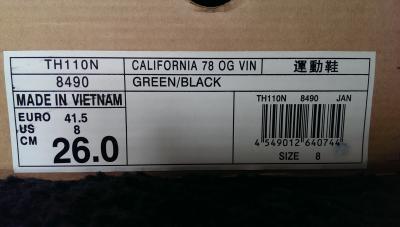 TH110N CALIFORNIA 78 OG VIN 運動鞋
8490 GREEN/BLACK
MADE IN VIETNAM
EURO 41.5
US 8
CM 26.0
TH110N 8490 JAN
4 549012 640744
SIZE 8